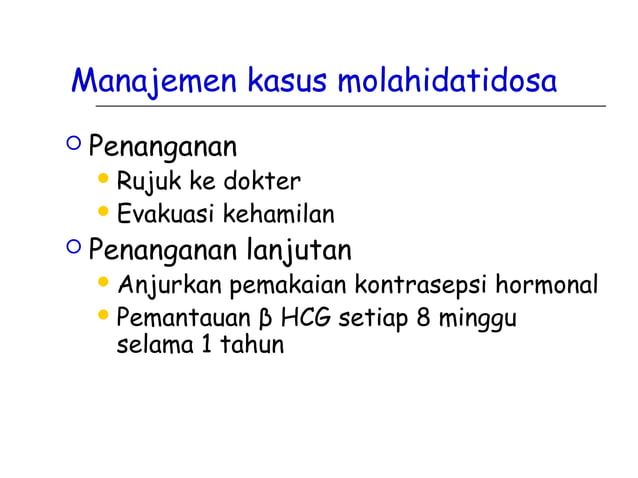 Manajemen kasus molahidatidosa
Penanganan
Rujuk ke dokter
Evakuasi kehamilan
Penanganan lanjutan
Anjurkan pemakaian kontrasepsi hormonal
Pemantauan β HCG setiap 8 minggu
selama 1 tahun